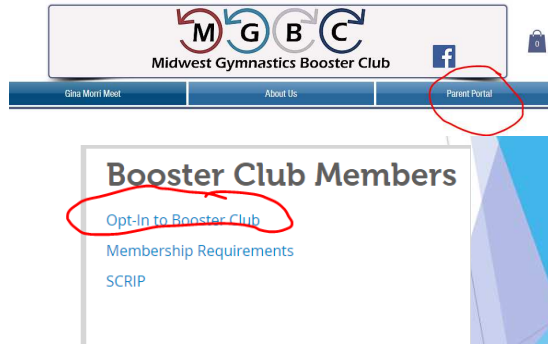 M G B C
Midwest Gymnastics Booster Club
f
0
Gina Morri Meet About Us Parent Portal
Booster Club Members
Opt-In to Booster Club
Membership Requirements
SCRIP